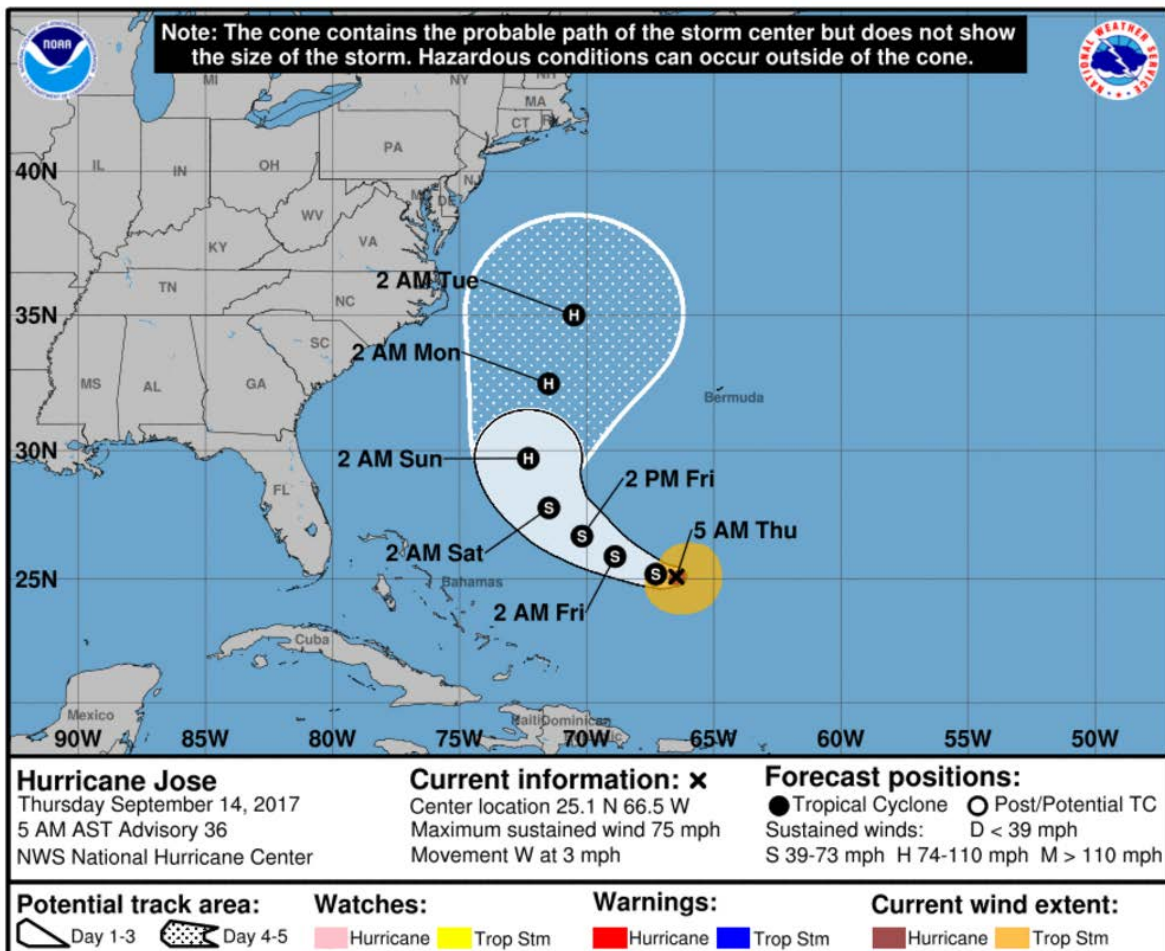 Note: The cone contains the probable path of the storm center but does not show
the size of the storm. Hazardous conditions can occur outside of the cone.
NOAA
NATIONAL WEATHER SERVICE
MI
NY
NH
MA
CT
RI
PA
NJ
IL
IN
OH
MD
DE
WV
VA
KY
TN
NC
SC
MS
AL
GA
FL
40N
35N
30N
25N
2 AM Tue
H
2 AM Mon
H
Bermuda
2 AM Sun
H
2 PM Fri
S
5 AM Thu
2 AM Sat
S
S
S
2 AM Fri
Bahamas
Cuba
Mexico
Haiti
Dominican
90W 85W 80W 75W 70W 65W 60W 55W 50W
Hurricane Jose
Thursday September 14, 2017
5 AM AST Advisory 36
NWS National Hurricane Center
Current information: ×
Center location 25.1 N 66.5 W
Maximum sustained wind 75 mph
Movement W at 3 mph
Forecast positions:
Tropical Cyclone Post/Potential TC
Sustained winds: D < 39 mph
S 39-73 mph H 74-110 mph M > 110 mph
Potential track area:
Day 1-3 Day 4-5
Watches:
Hurricane Trop Stm
Warnings:
Hurricane Trop Stm
Current wind extent:
Hurricane Trop Stm